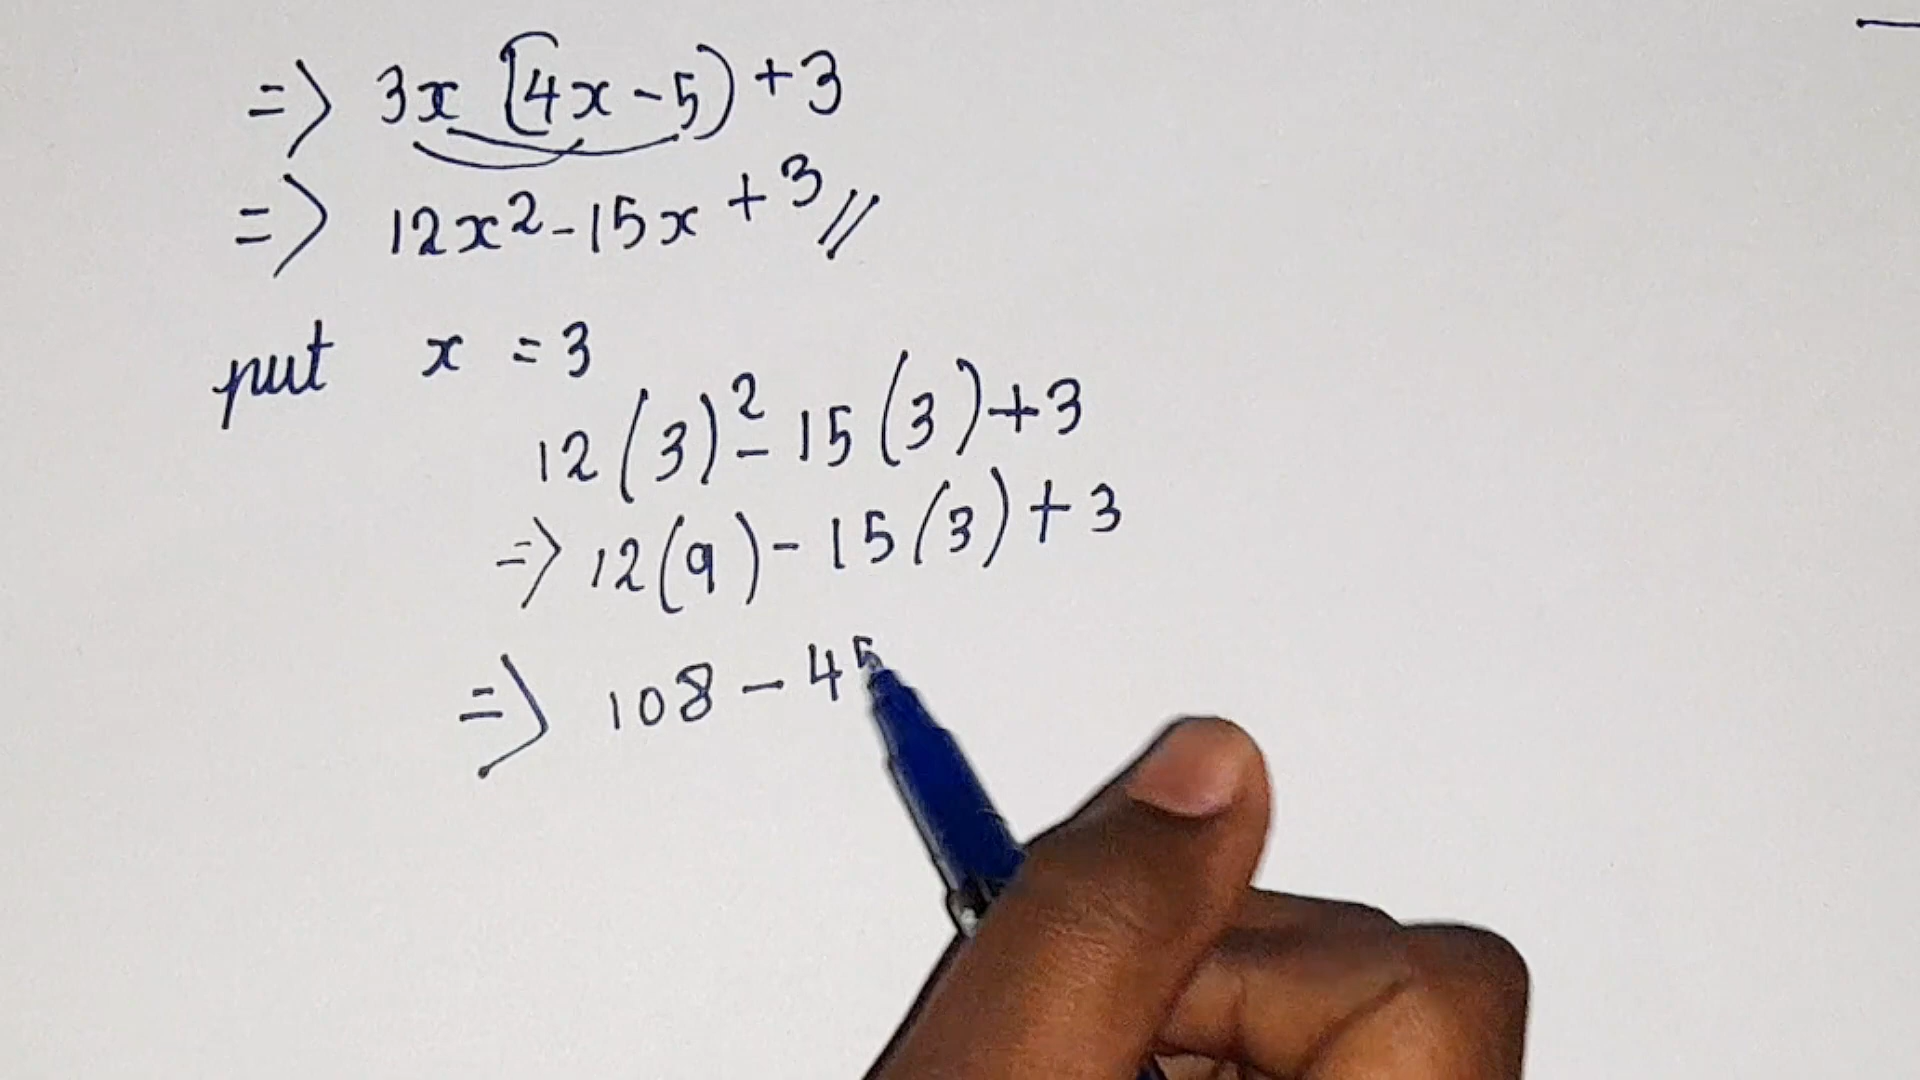 => 3x (4x - 5) + 3
=> 12x² - 15x + 3 //
put x = 3
12(3)² - 15(3) + 3
=> 12(9) - 15(3) + 3
=> 108 - 45